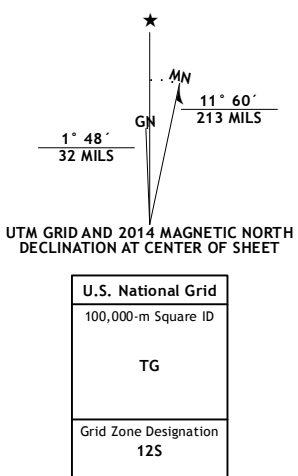 ★
MN
GN
11° 60´
213 MILS
1° 48´
32 MILS
UTM GRID AND 2014 MAGNETIC NORTH
DECLINATION AT CENTER OF SHEET
U.S. National Grid
100,000-m Square ID
TG
Grid Zone Designation
12S